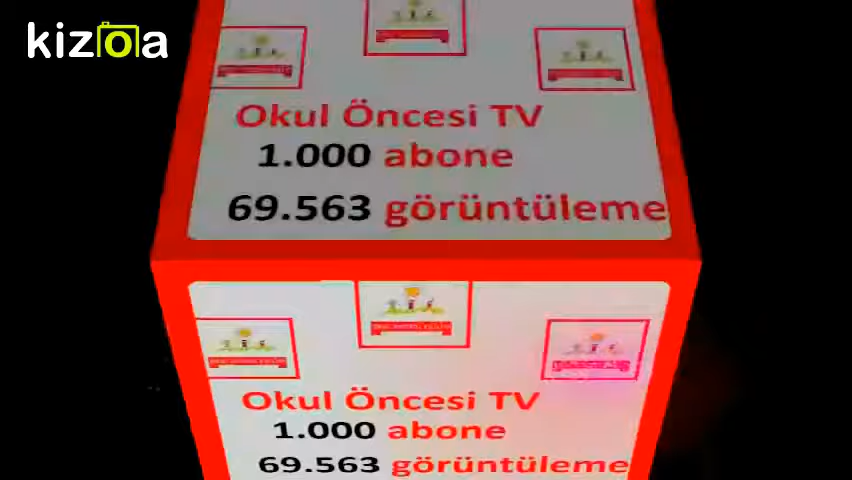 kizoa
Okul Öncesi TV
1.000 abone
69.563 görüntüleme
Okul Öncesi TV
1.000 abone
69.563 görüntüleme